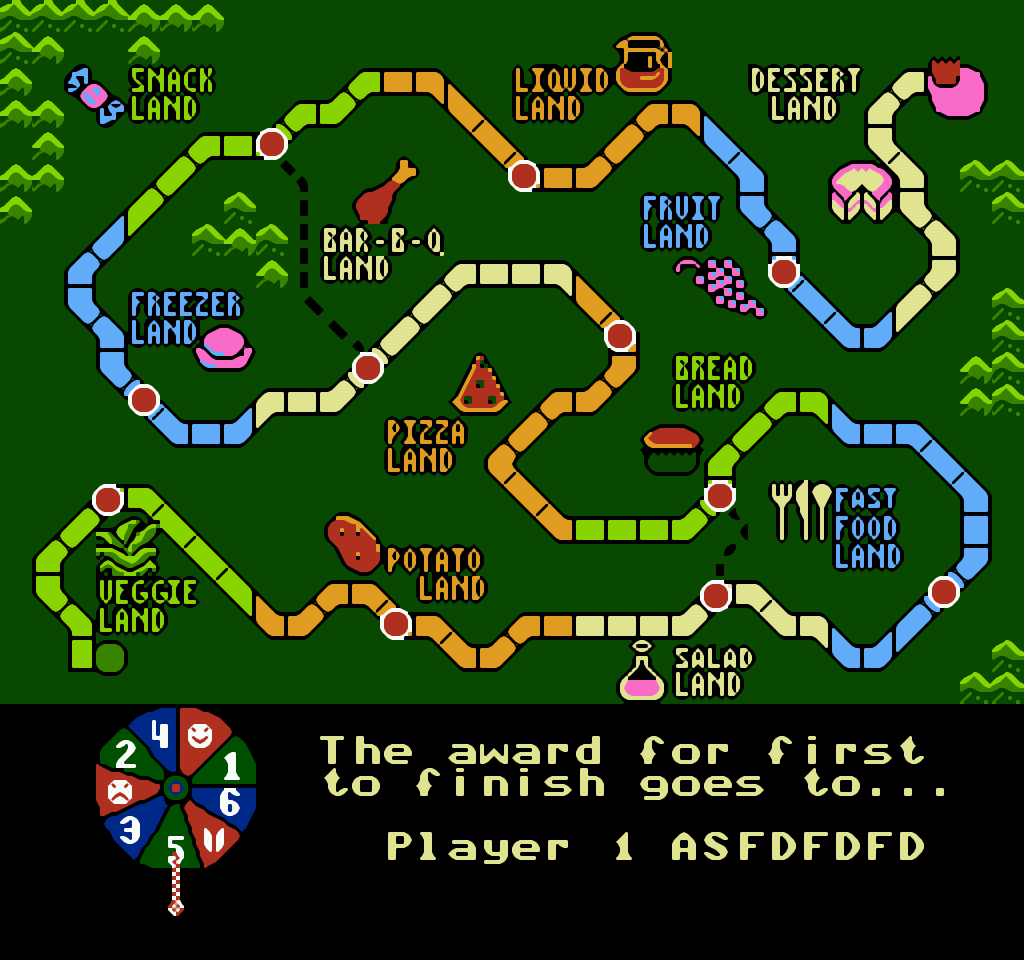 SNACK
LAND
LIQUID
LAND
DESSERT
LAND
FRUIT
LAND
BAR-B-Q
LAND
FREEZER
LAND
BREAD
LAND
PIZZA
LAND
FAST
FOOD
LAND
POTATO
LAND
VEGGIE
LAND
SALAD
LAND
4
2
1
6
3
5
The award for first
to finish goes to...
Player 1 ASFDFDFD